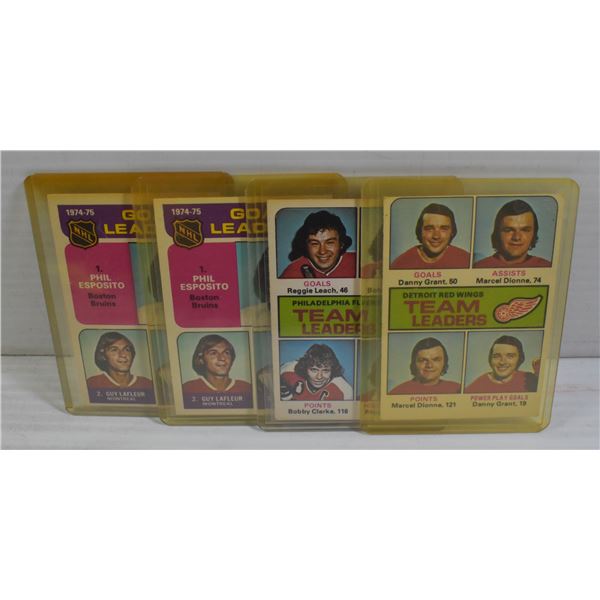 1974-75
NHL
GO
LEAD
1. PHIL
ESPOSITO
Boston
Bruins
2. GUY LAFLEUR
MONTREAL
1974-75
NHL
GO
LEA
1. PHIL
ESPOSITO
Boston
Bruins
2. GUY LAFLEUR
MONTREAL
GOALS
Reggie Leach, 46
PHILADELPHIA FLYERS
TEAM
LEADERS
POINTS
Bobby Clarke, 116
GOALS
Danny Grant, 50
ASSISTS
Marcel Dionne, 74
DETROIT RED WINGS
TEAM
LEADERS
POINTS
Marcel Dionne, 121
POWER PLAY GOALS
Danny Grant, 19